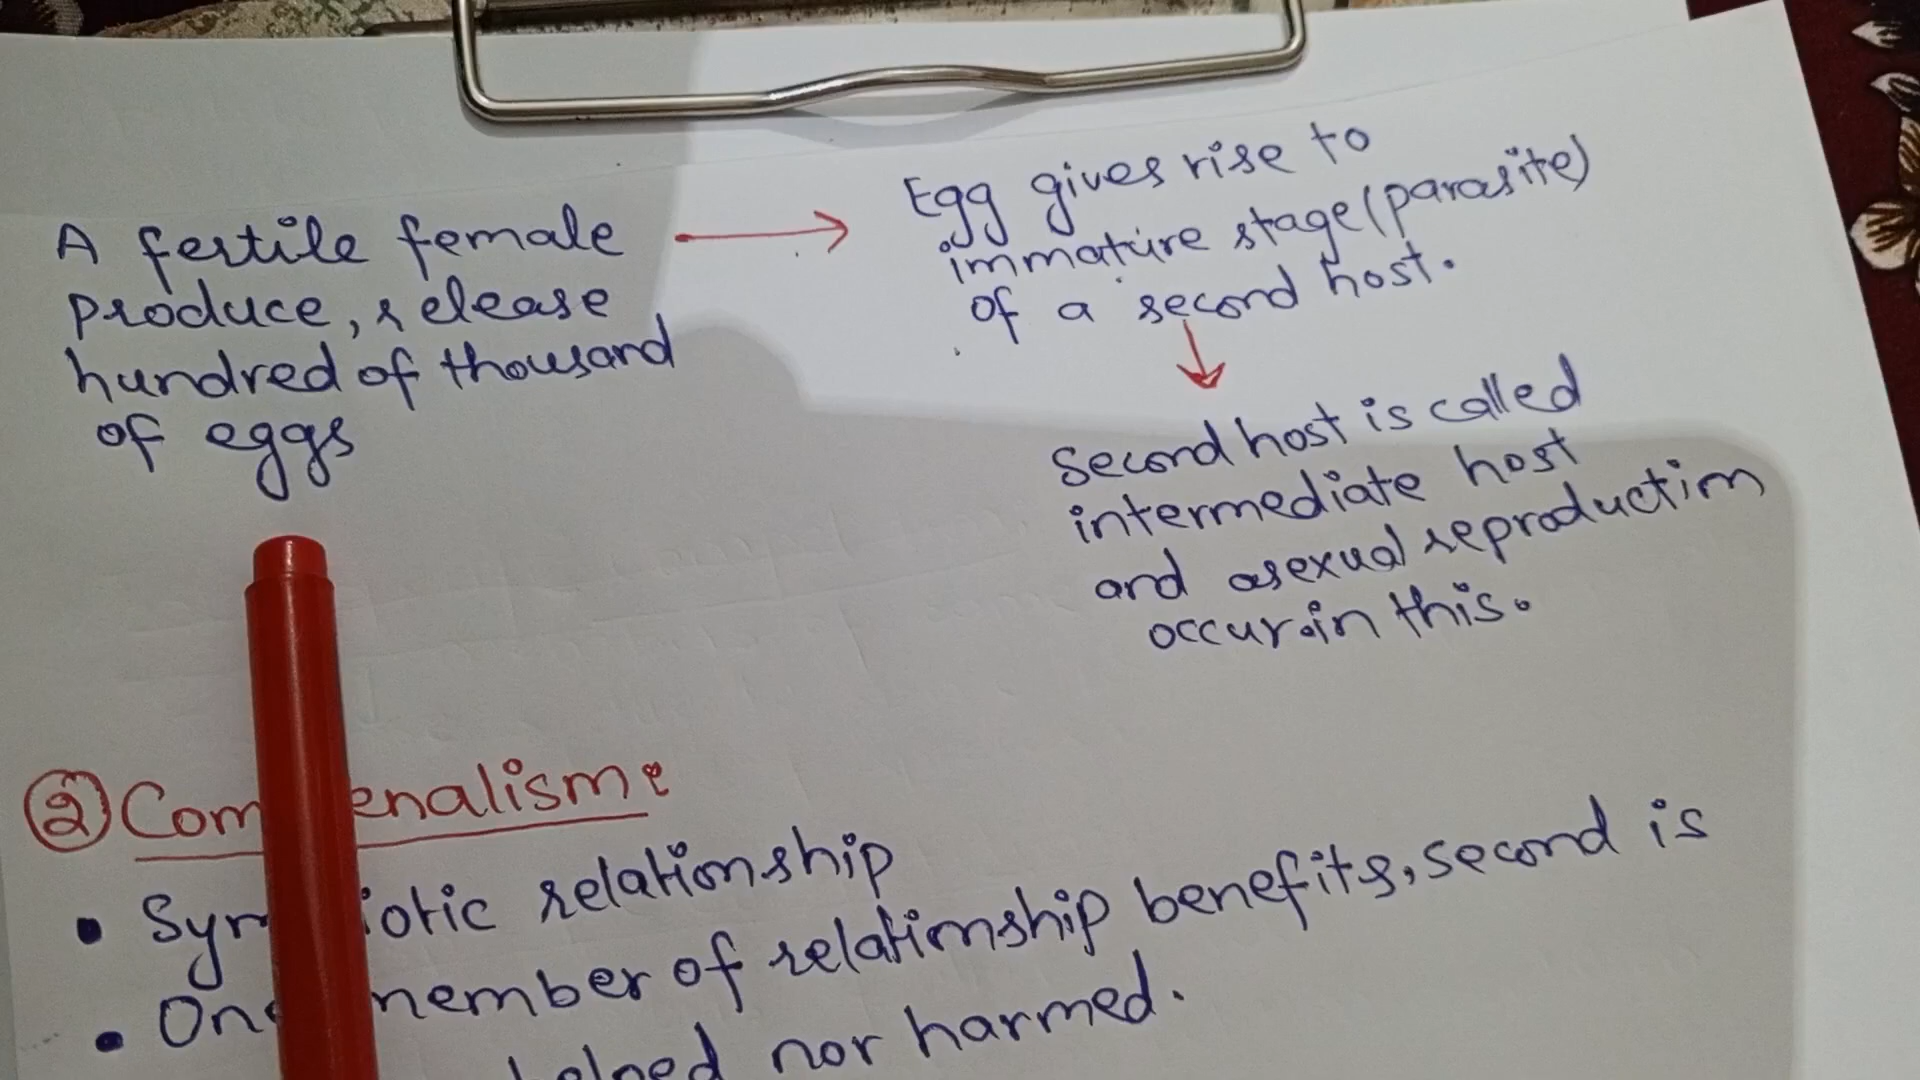 A fertile female
produce, release
hundred of thousand
of eggs
Egg gives rise to
immature stage (parasite)
of a second host.
Second host is called
intermediate host
and asexual reproduction
occur in this.
② Com enalism:
• Sym iotic relationship
• One member of relationship benefits, second is
helped nor harmed.